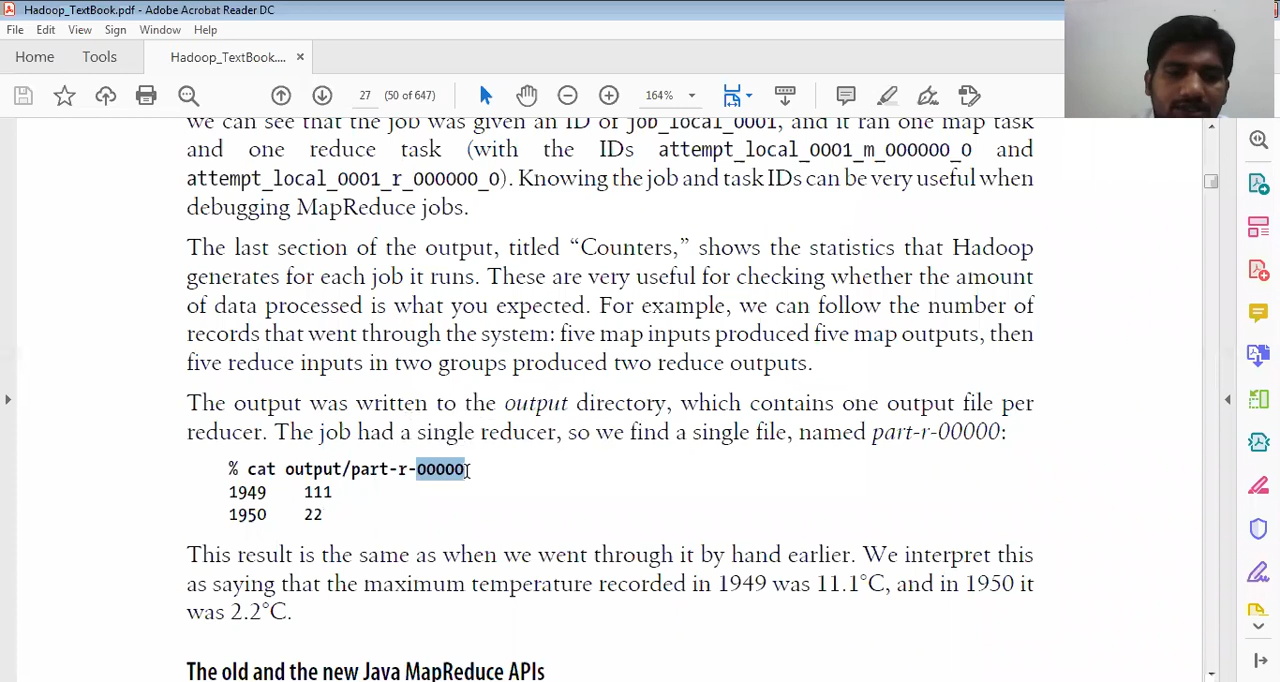 Hadoop_TextBook.pdf - Adobe Acrobat Reader DC
File Edit View Sign Window Help
Home Tools Hadoop_TextBook.... ×
27 (50 of 647) 164%
we can see that the job was given an ID of job_local_0001, and it ran one map task
and one reduce task (with the IDs attempt_local_0001_m_000000_0 and
attempt_local_0001_r_000000_0). Knowing the job and task IDs can be very useful when
debugging MapReduce jobs.
The last section of the output, titled “Counters,” shows the statistics that Hadoop
generates for each job it runs. These are very useful for checking whether the amount
of data processed is what you expected. For example, we can follow the number of
records that went through the system: five map inputs produced five map outputs, then
five reduce inputs in two groups produced two reduce outputs.
The output was written to the output directory, which contains one output file per
reducer. The job had a single reducer, so we find a single file, named part-r-00000:
% cat output/part-r-00000
1949 111
1950 22
This result is the same as when we went through it by hand earlier. We interpret this
as saying that the maximum temperature recorded in 1949 was 11.1°C, and in 1950 it
was 2.2°C.
The old and the new Java MapReduce APIs